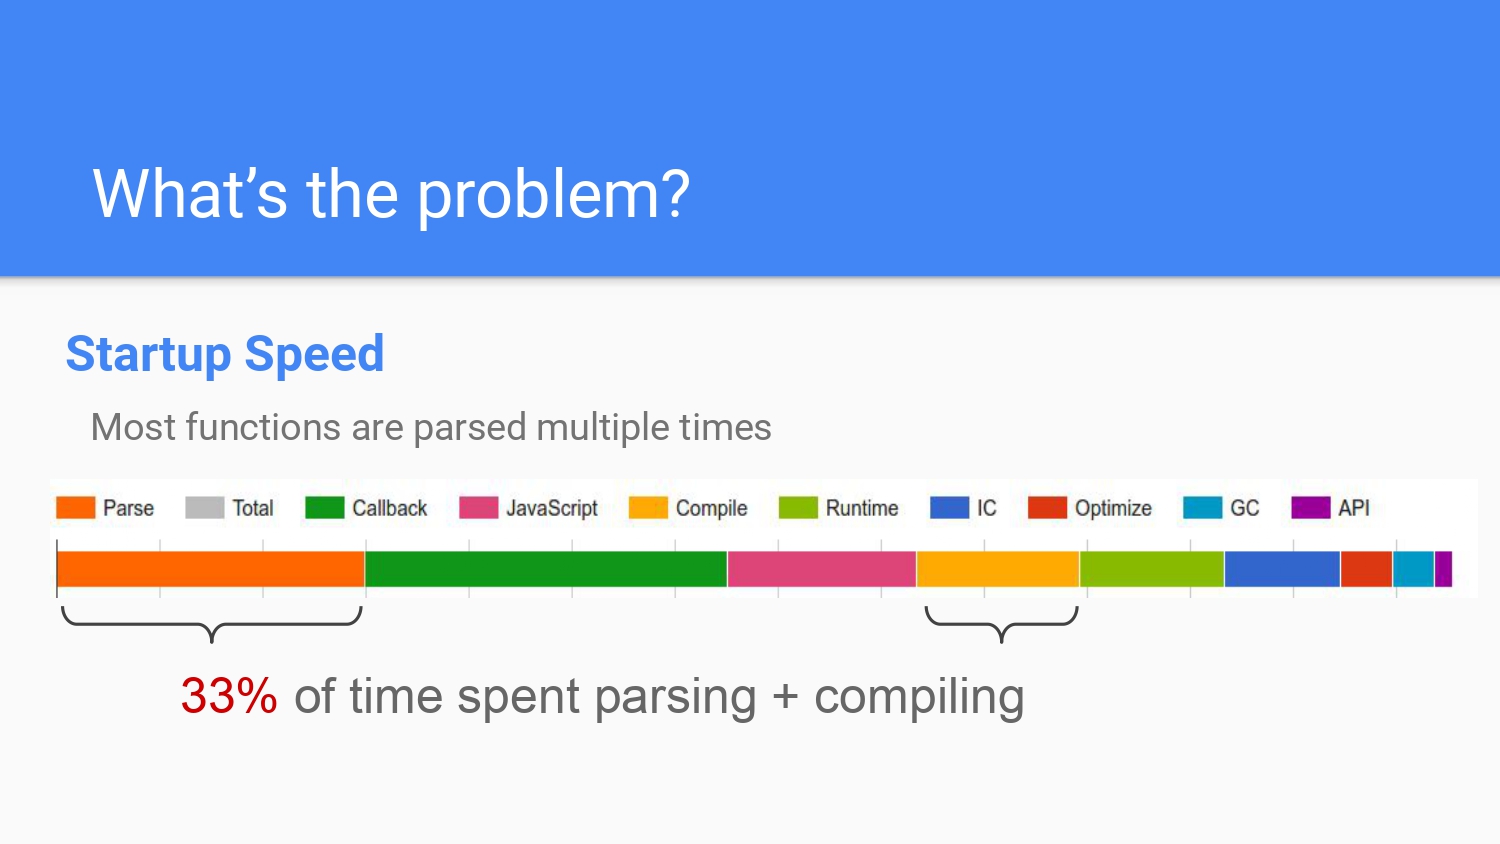 What’s the problem?
Startup Speed
Most functions are parsed multiple times
Parse Total Callback JavaScript Compile Runtime IC Optimize GC API
33% of time spent parsing + compiling